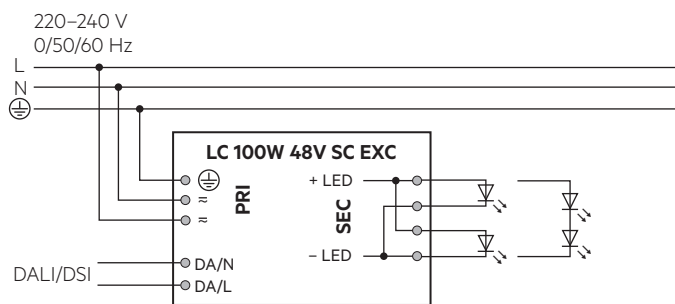 220–240 V
0/50/60 Hz
L
N
LC 100W 48V SC EXC
PRI
≈
≈
+ LED
SEC
– LED
DALI/DSI
DA/N
DA/L